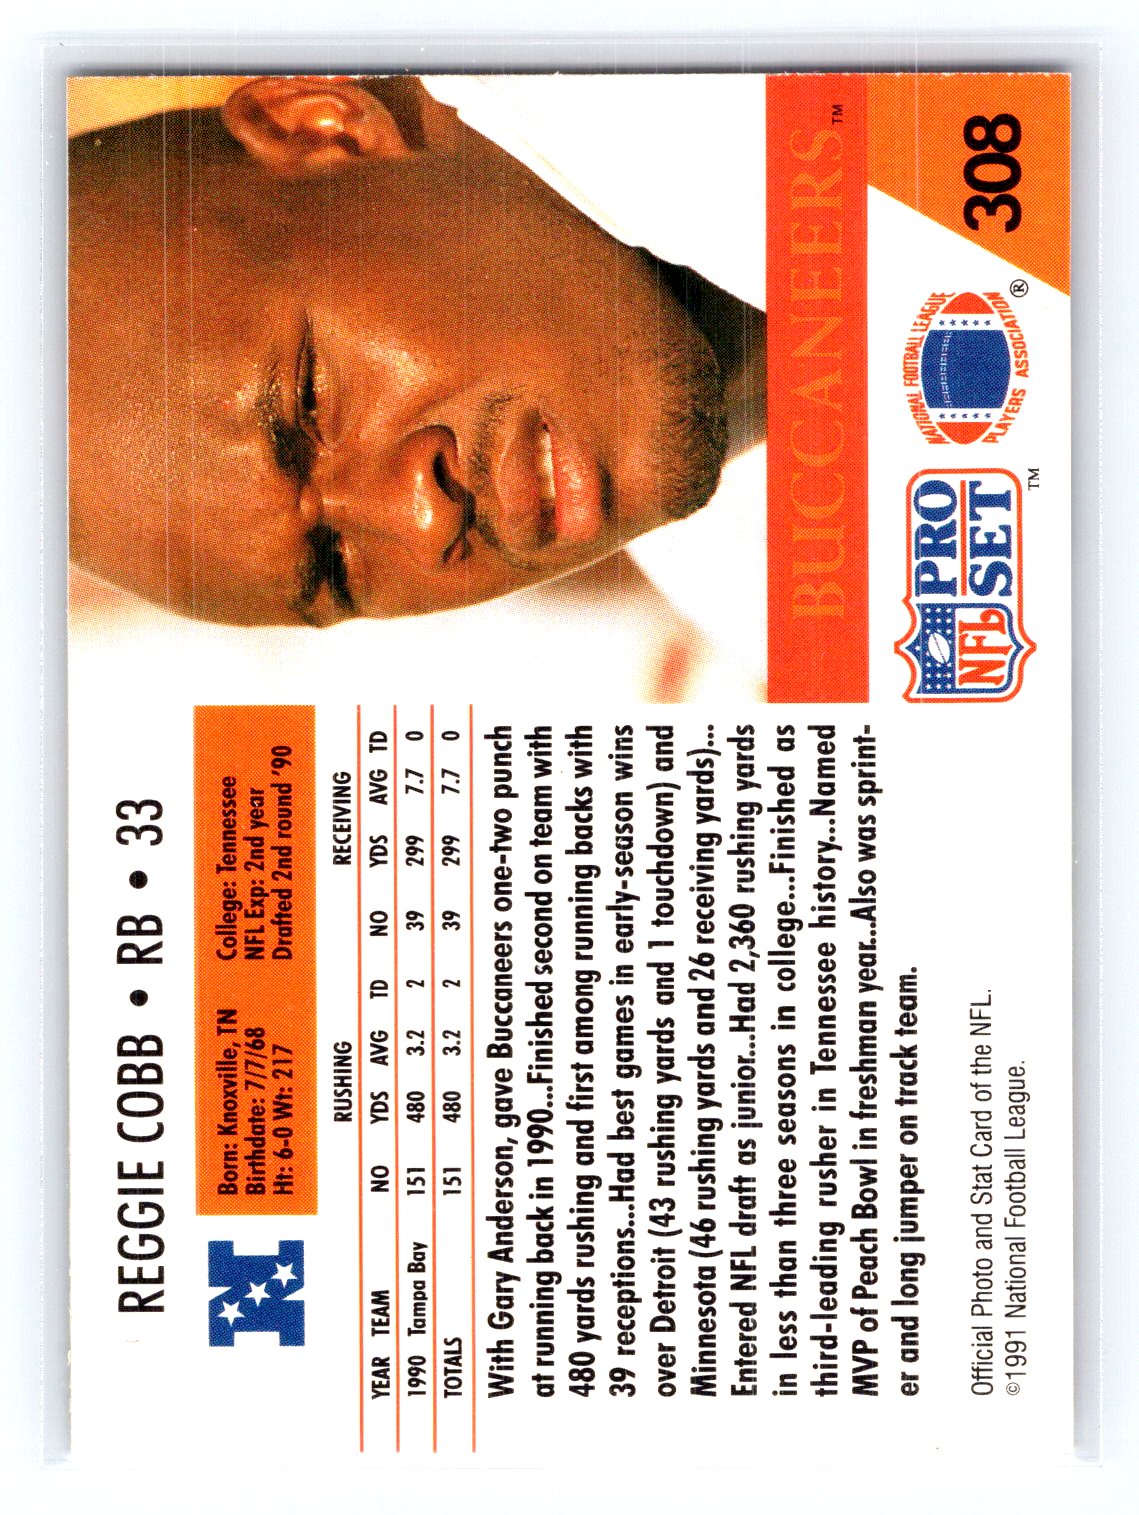 REGGIE COBB • RB • 33
Born: Knoxville, TN College: Tennessee
Birthdate: 7/7/68 NFL Exp: 2nd year
Ht: 6-0 Wt: 217 Drafted 2nd round '90
RUSHING RECEIVING
YEAR TEAM NO YDS AVG TD NO YDS AVG TD
1990 Tampa Bay 151 480 3.2 2 39 299 7.7 0
TOTALS 151 480 3.2 2 39 299 7.7 0
With Gary Anderson, gave Buccaneers one-two punch
at running back in 1990...Finished second on team with
480 yards rushing and first among running backs with
39 receptions...Had best games in early-season wins
over Detroit (43 rushing yards and 1 touchdown) and
Minnesota (46 rushing yards and 26 receiving yards)...
Entered NFL draft as junior...Had 2,360 rushing yards
in less than three seasons in college...Finished as
third-leading rusher in Tennessee history...Named
MVP of Peach Bowl in freshman year...Also was sprint-
er and long jumper on track team.
Official Photo and Stat Card of the NFL.
©1991 National Football League.
BUCCANEERS™
NFL PRO SET™
NATIONAL FOOTBALL LEAGUE
PLAYERS ASSOCIATION®
308